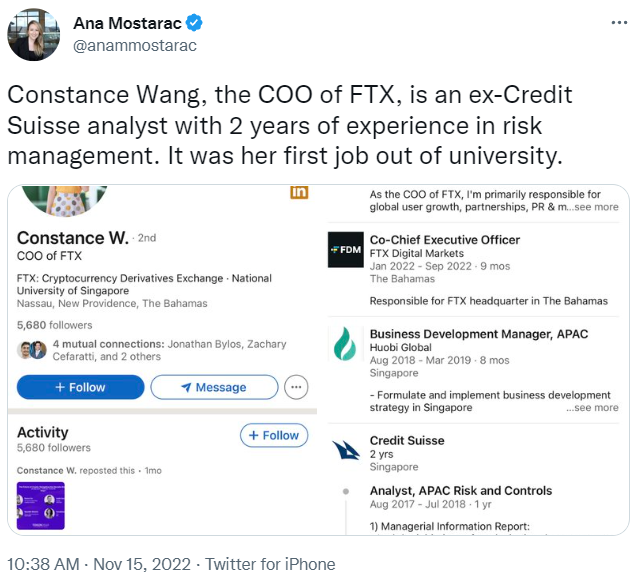 Ana Mostarac
@anammostarac
Constance Wang, the COO of FTX, is an ex-Credit
Suisse analyst with 2 years of experience in risk
management. It was her first job out of university.
in
Constance W. · 2nd
COO of FTX
FTX: Cryptocurrency Derivatives Exchange · National
University of Singapore
Nassau, New Providence, The Bahamas
5,680 followers
4 mutual connections: Jonathan Bylos, Zachary
Cefaratti, and 2 others
+ Follow
Message
Activity
5,680 followers
+ Follow
Constance W. reposted this · 1mo
As the COO of FTX, I'm primarily responsible for
global user growth, partnerships, PR & m...see more
FDM
Co-Chief Executive Officer
FTX Digital Markets
Jan 2022 - Sep 2022 · 9 mos
The Bahamas
Responsible for FTX headquarter in The Bahamas
Business Development Manager, APAC
Huobi Global
Aug 2018 - Mar 2019 · 8 mos
Singapore
- Formulate and implement business development
strategy in Singapore ...see more
Credit Suisse
2 yrs
Singapore
Analyst, APAC Risk and Controls
Aug 2017 - Jul 2018 · 1 yr
1) Managerial Information Report:
10:38 AM · Nov 15, 2022 · Twitter for iPhone